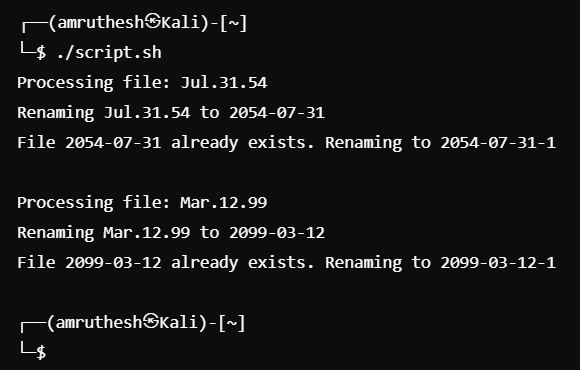 ┌──(amruthesh㉿Kali)-[~]
└─$ ./script.sh
Processing file: Jul.31.54
Renaming Jul.31.54 to 2054-07-31
File 2054-07-31 already exists. Renaming to 2054-07-31-1
Processing file: Mar.12.99
Renaming Mar.12.99 to 2099-03-12
File 2099-03-12 already exists. Renaming to 2099-03-12-1
┌──(amruthesh㉿Kali)-[~]
└─$